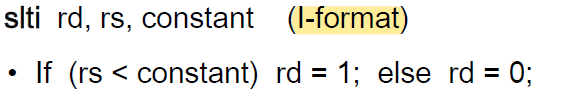 slti rd, rs, constant (I-format)
• If (rs < constant) rd = 1; else rd = 0;